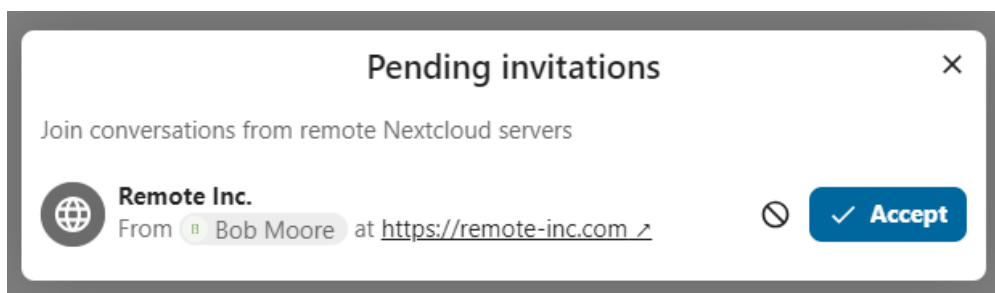 Pending invitations
Join conversations from remote Nextcloud servers
Remote Inc.
From B Bob Moore at https://remote-inc.com ↗
Accept